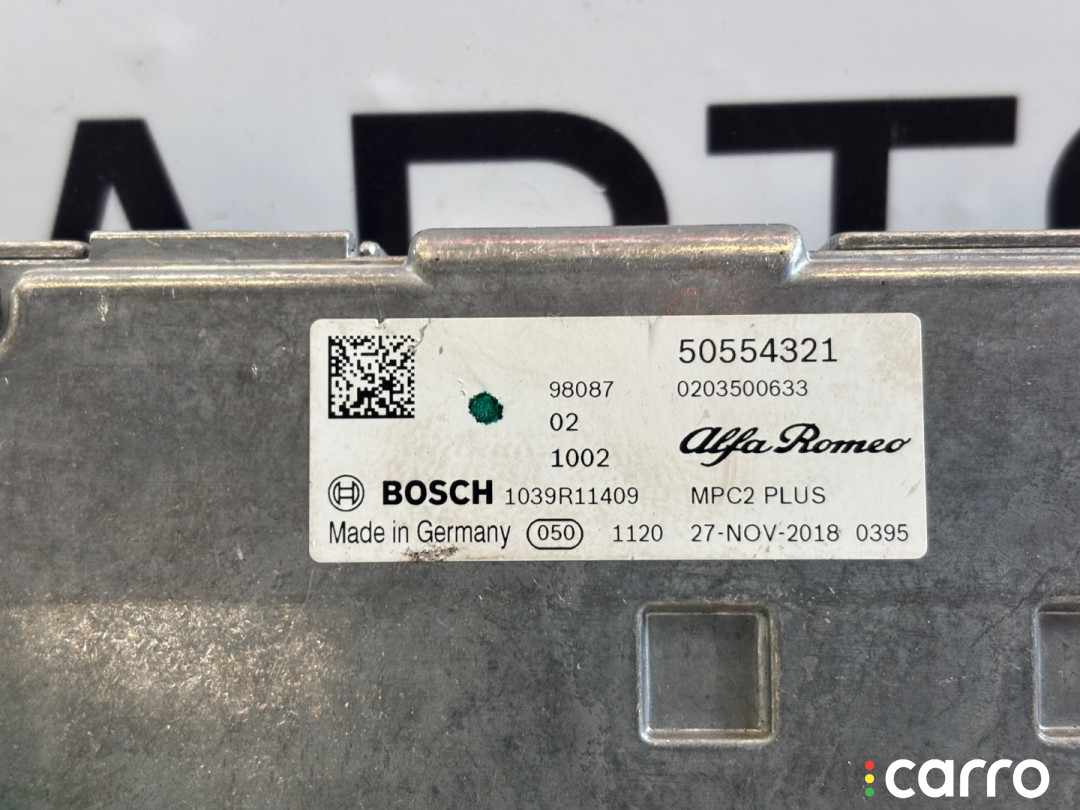 ARTS
50554321
98087 0203500633
02
1002 Alfa Romeo
BOSCH 1039R11409 MPC2 PLUS
Made in Germany 050 1120 27-NOV-2018 0395
carro